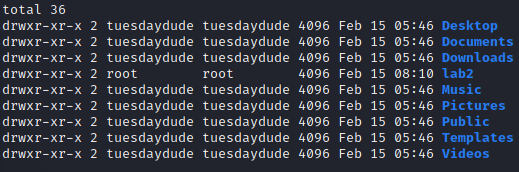 total 36
drwxr-xr-x 2 tuesdaydude tuesdaydude 4096 Feb 15 05:46 Desktop
drwxr-xr-x 2 tuesdaydude tuesdaydude 4096 Feb 15 05:46 Documents
drwxr-xr-x 2 tuesdaydude tuesdaydude 4096 Feb 15 05:46 Downloads
drwxr-xr-x 2 root        root        4096 Feb 15 08:10 lab2
drwxr-xr-x 2 tuesdaydude tuesdaydude 4096 Feb 15 05:46 Music
drwxr-xr-x 2 tuesdaydude tuesdaydude 4096 Feb 15 05:46 Pictures
drwxr-xr-x 2 tuesdaydude tuesdaydude 4096 Feb 15 05:46 Public
drwxr-xr-x 2 tuesdaydude tuesdaydude 4096 Feb 15 05:46 Templates
drwxr-xr-x 2 tuesdaydude tuesdaydude 4096 Feb 15 05:46 Videos